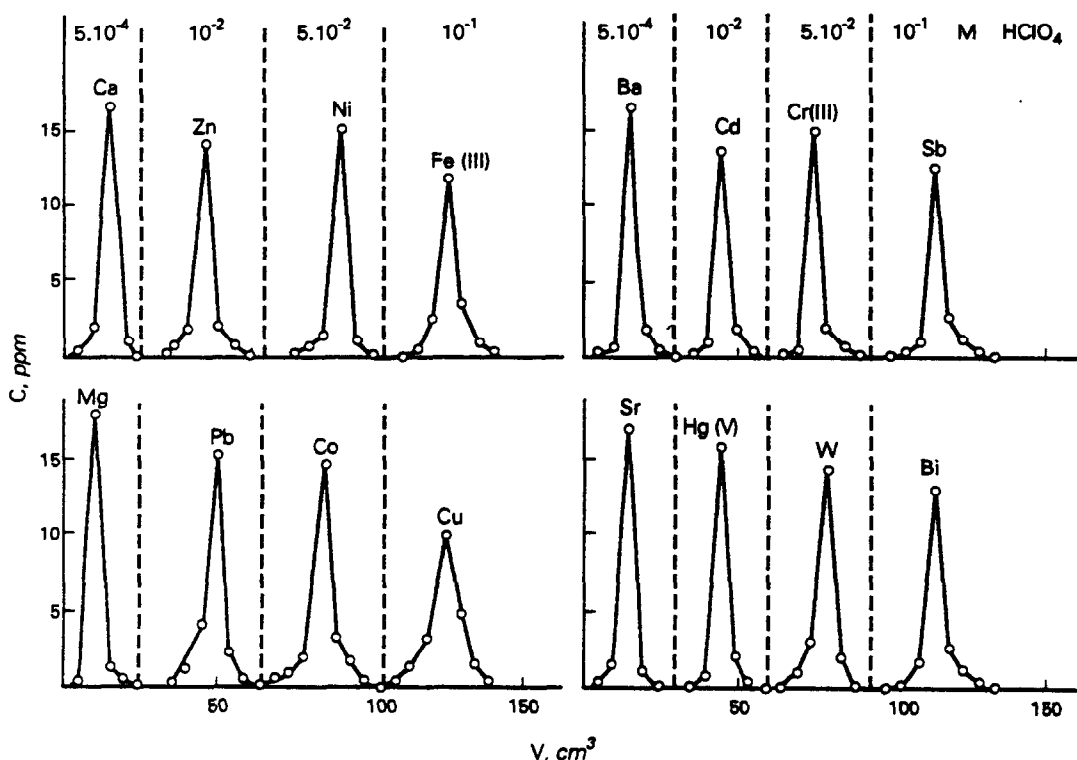 5.10⁻⁴ 10⁻² 5.10⁻² 10⁻¹ 5.10⁻⁴ 10⁻² 5.10⁻² 10⁻¹ M HClO₄
Ca Zn Ni Fe (III) Ba Cd Cr(III) Sb
15
10
5
C, ppm
Mg Pb Co Cu Sr Hg (V) W Bi
15
10
5
50 100 150 50 100 150
V, cm³